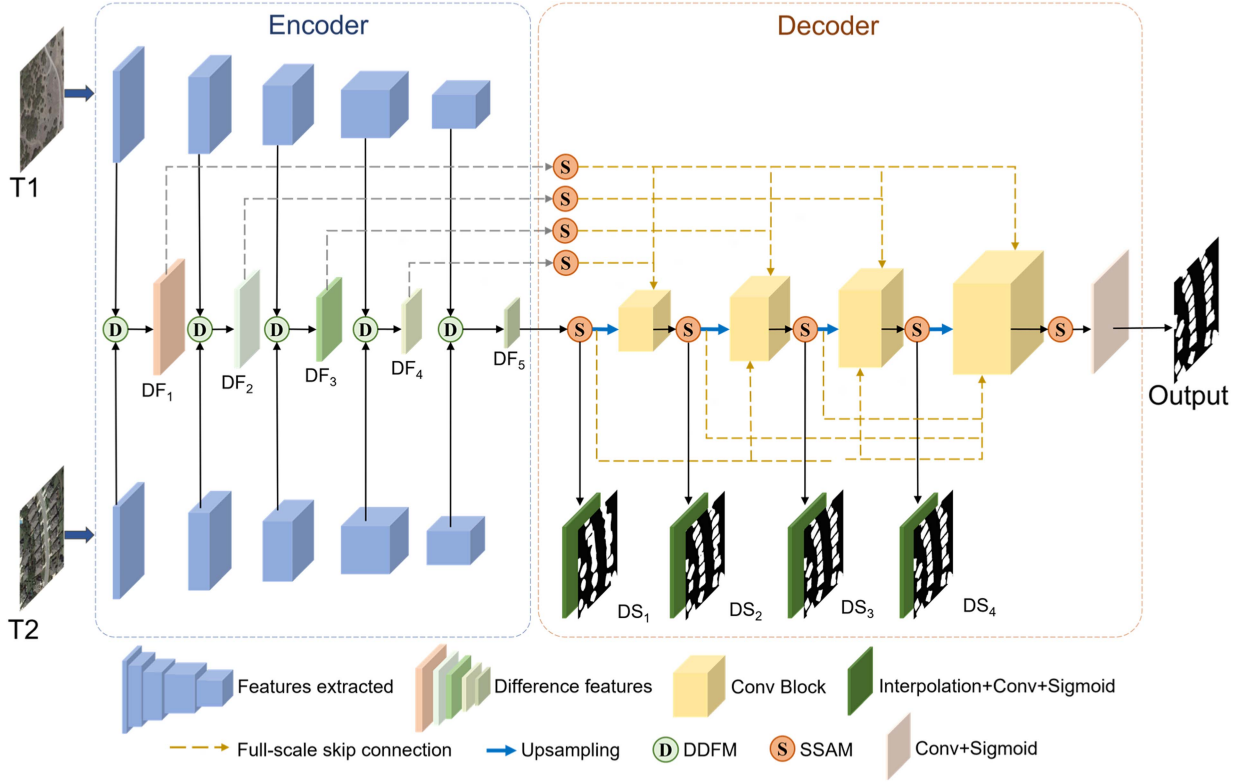 Encoder
Decoder
T1
S
S
S
S
D D D D D S S S S S
DF₁ DF₂ DF₃ DF₄ DF₅
Output
T2
DS₁ DS₂ DS₃ DS₄
Features extracted Difference features Conv Block Interpolation+Conv+Sigmoid
Full-scale skip connection Upsampling D DDFM S SSAM Conv+Sigmoid